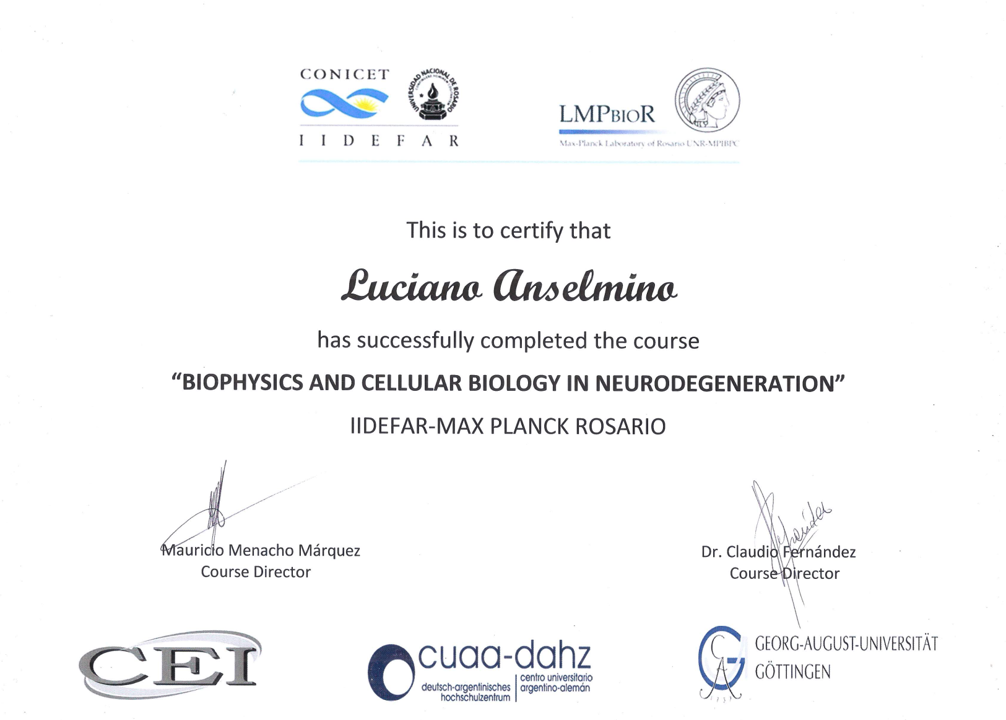 CONICET
UNIVERSIDAD NACIONAL DE ROSARIO
I I D E F A R
LMPBIOR
Max-Planck Laboratory of Rosario UNR-MPIBPC
This is to certify that
Luciano Anselmino
has successfully completed the course
“BIOPHYSICS AND CELLULAR BIOLOGY IN NEURODEGENERATION”
IIDEFAR-MAX PLANCK ROSARIO
Mauricio Menacho Márquez
Course Director
Dr. Claudio Fernández
Course Director
CEI
cuaa-dahz
deutsch-argentinisches
hochschulzentrum
centro universitario
argentino-alemán
GEORG-AUGUST-UNIVERSITÄT
GÖTTINGEN